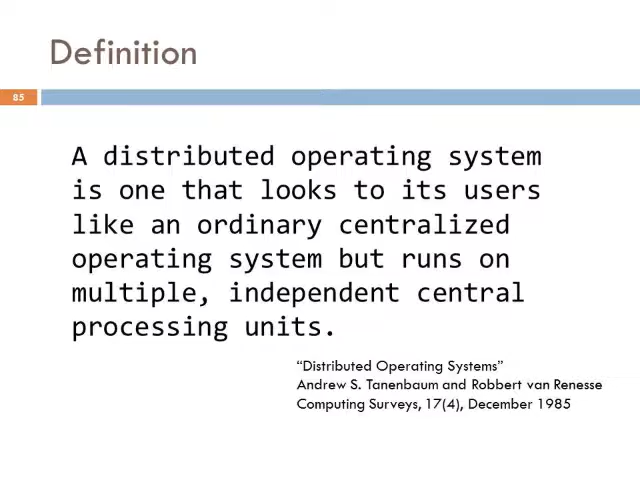 Definition
85
A distributed operating system
is one that looks to its users
like an ordinary centralized
operating system but runs on
multiple, independent central
processing units.
“Distributed Operating Systems”
Andrew S. Tanenbaum and Robbert van Renesse
Computing Surveys, 17(4), December 1985